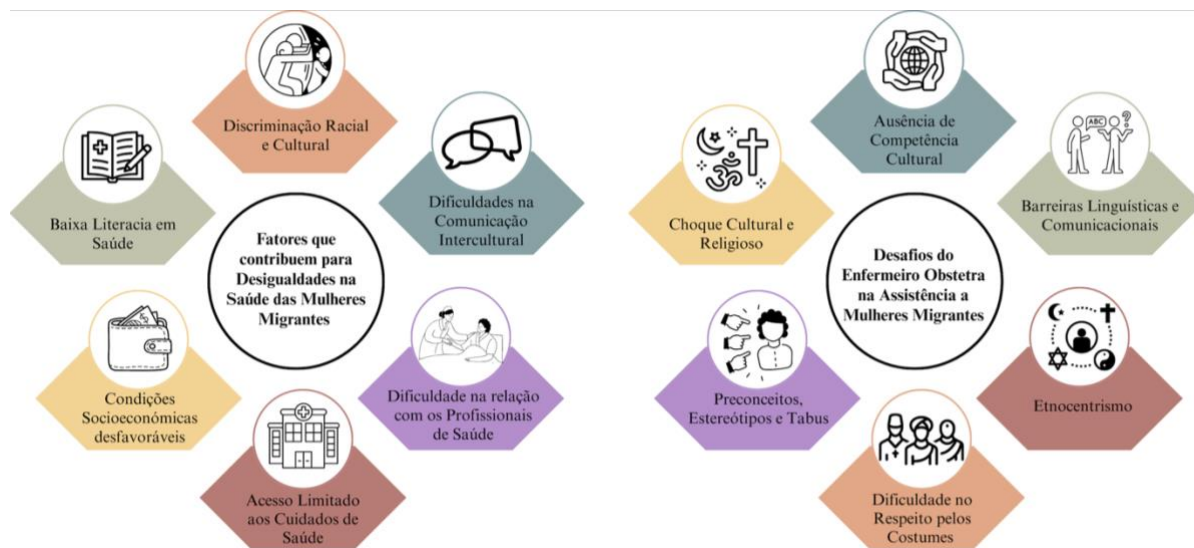 Fatores que
contribuem para
Desigualdades na
Saúde das Mulheres
Migrantes
Discriminação Racial
e Cultural
Dificuldades na
Comunicação
Intercultural
Dificuldade na relação
com os Profissionais
de Saúde
Acesso Limitado
aos Cuidados de
Saúde
Condições
Socioeconómicas
desfavoráveis
Baixa Literacia em
Saúde
Desafios do
Enfermeiro Obstetra
na Assistência a
Mulheres Migrantes
Ausência de
Competência
Cultural
ABC
?
Barreiras Linguísticas e
Comunicacionais
Etnocentrismo
Dificuldade no
Respeito pelos
Costumes
Preconceitos,
Estereótipos e Tabus
ॐ
Choque Cultural e
Religioso